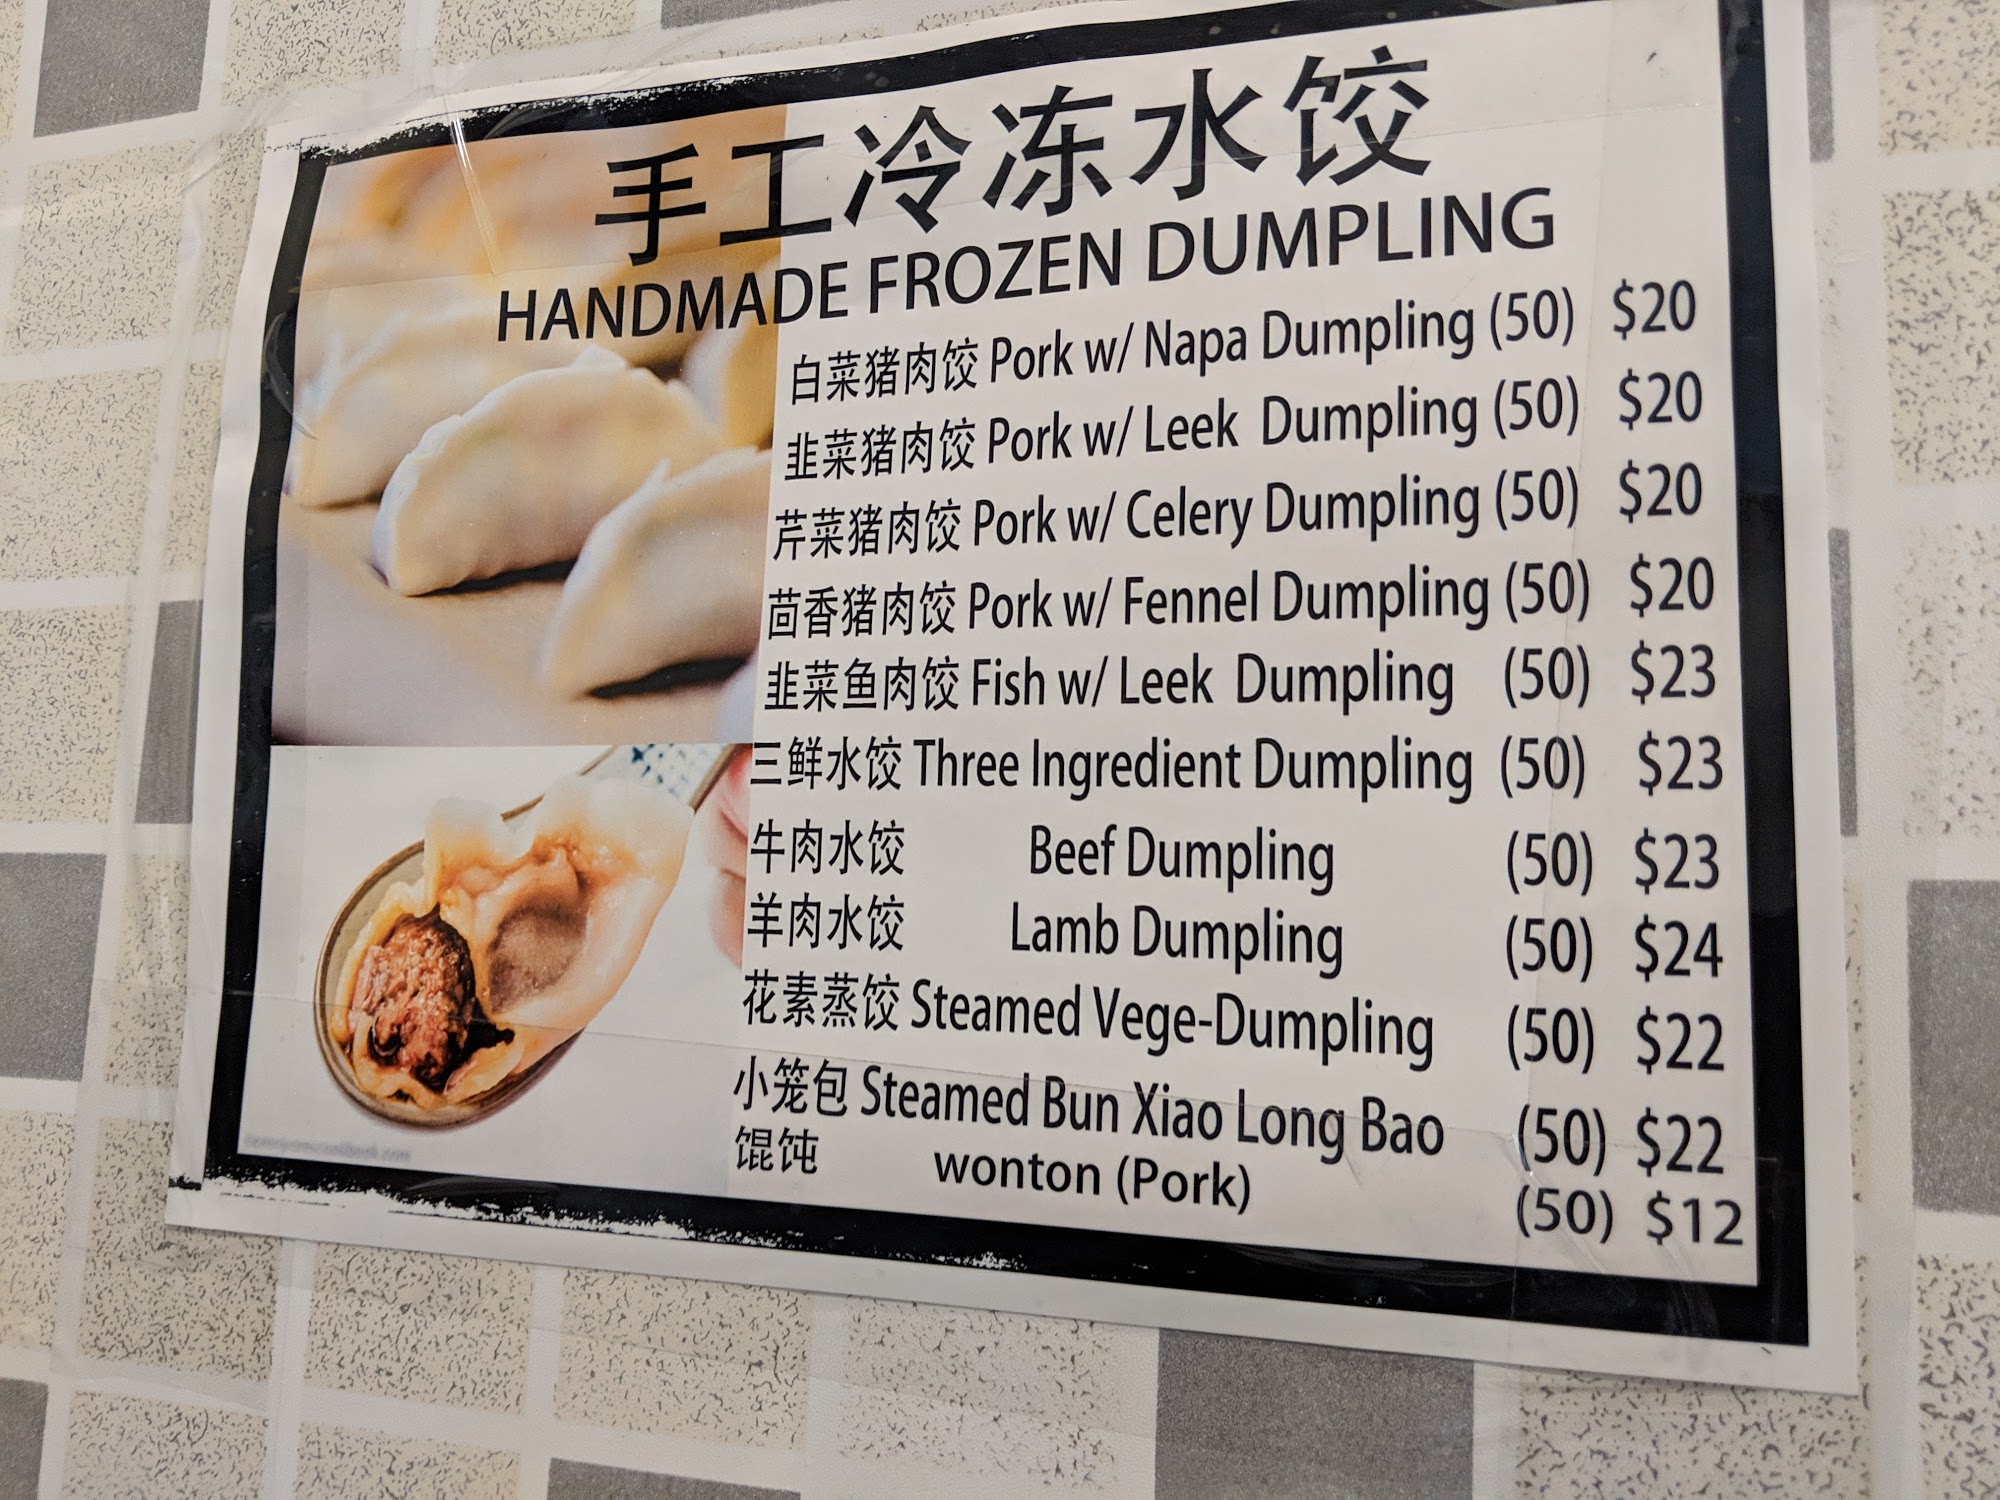 手工冷冻水饺
HANDMADE FROZEN DUMPLING
白菜猪肉饺 Pork w/ Napa Dumpling (50) $20
韭菜猪肉饺 Pork w/ Leek Dumpling (50) $20
芹菜猪肉饺 Pork w/ Celery Dumpling (50) $20
茴香猪肉饺 Pork w/ Fennel Dumpling (50) $20
韭菜鱼肉饺 Fish w/ Leek Dumpling (50) $23
三鲜水饺 Three Ingredient Dumpling (50) $23
牛肉水饺 Beef Dumpling (50) $23
羊肉水饺 Lamb Dumpling (50) $24
花素蒸饺 Steamed Vege-Dumpling (50) $22
小笼包 Steamed Bun Xiao Long Bao (50) $22
馄饨 wonton (Pork) (50) $12